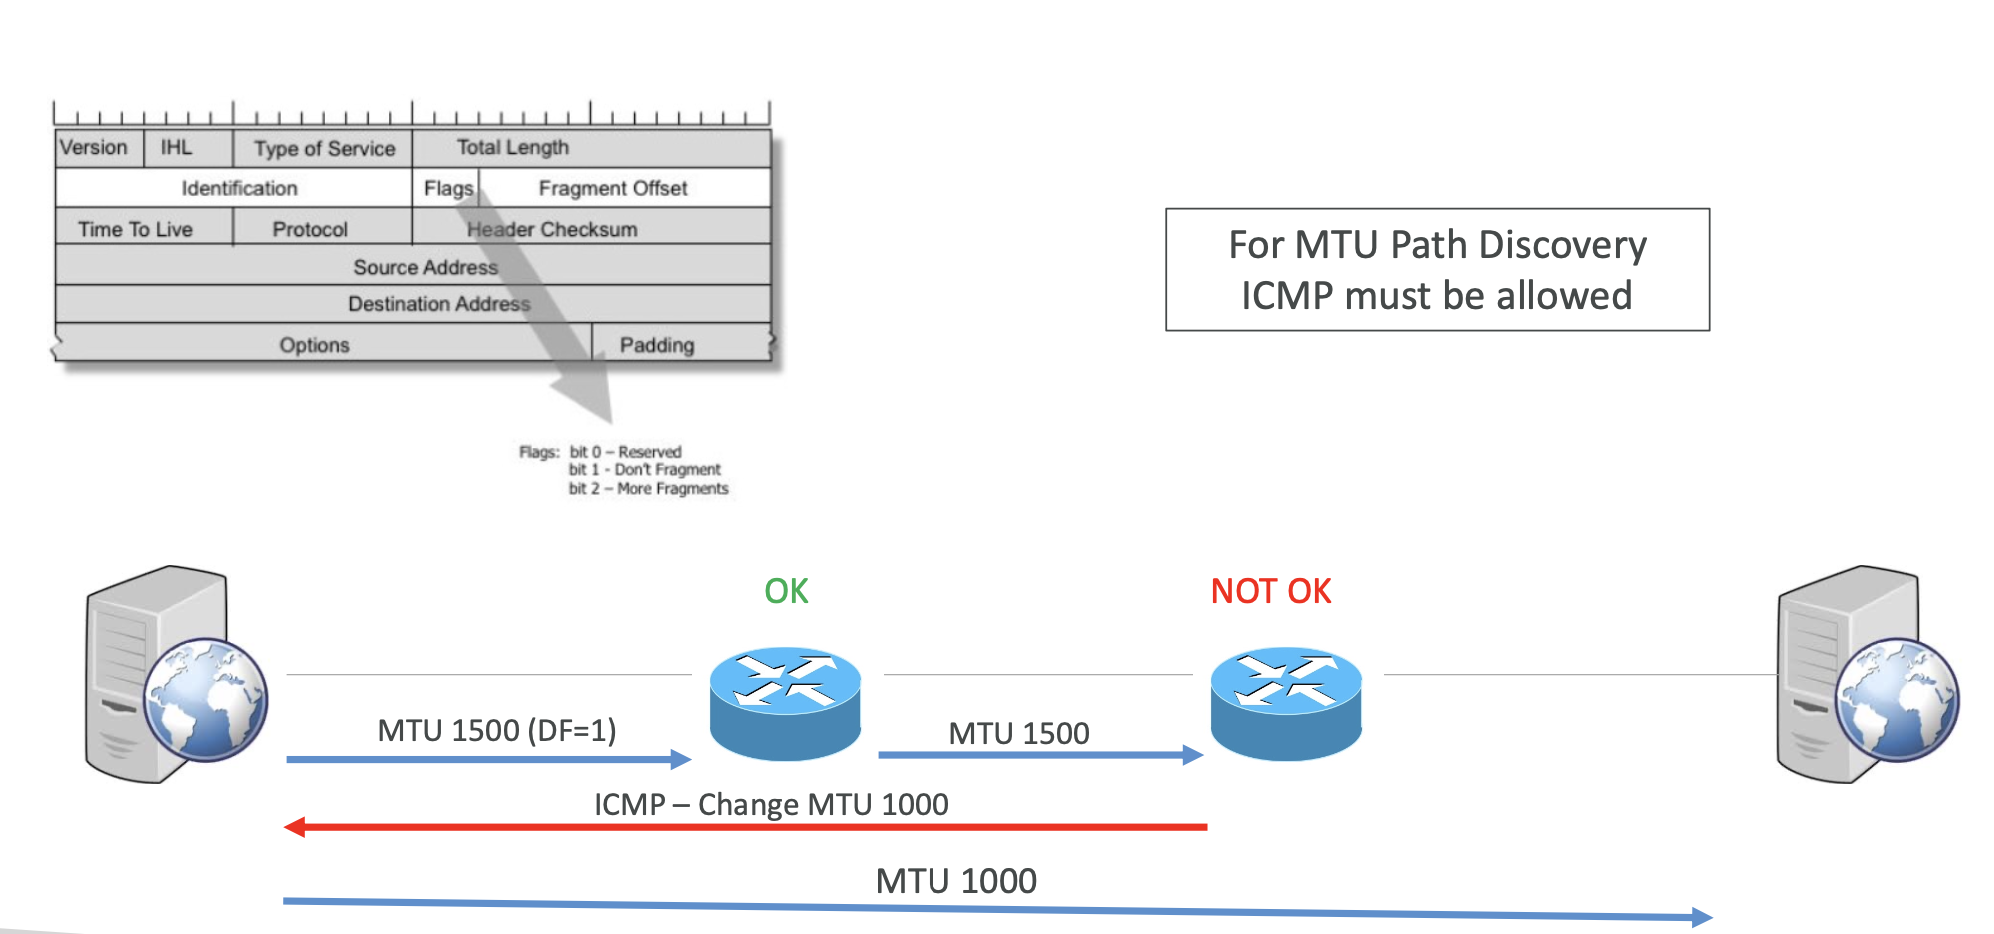 Version IHL Type of Service Total Length
Identification Flags Fragment Offset
Time To Live Protocol Header Checksum
Source Address
Destination Address
Options Padding
Flags: bit 0 – Reserved
bit 1 - Don't Fragment
bit 2 – More Fragments
For MTU Path Discovery
ICMP must be allowed
OK
NOT OK
MTU 1500 (DF=1)
MTU 1500
ICMP – Change MTU 1000
MTU 1000